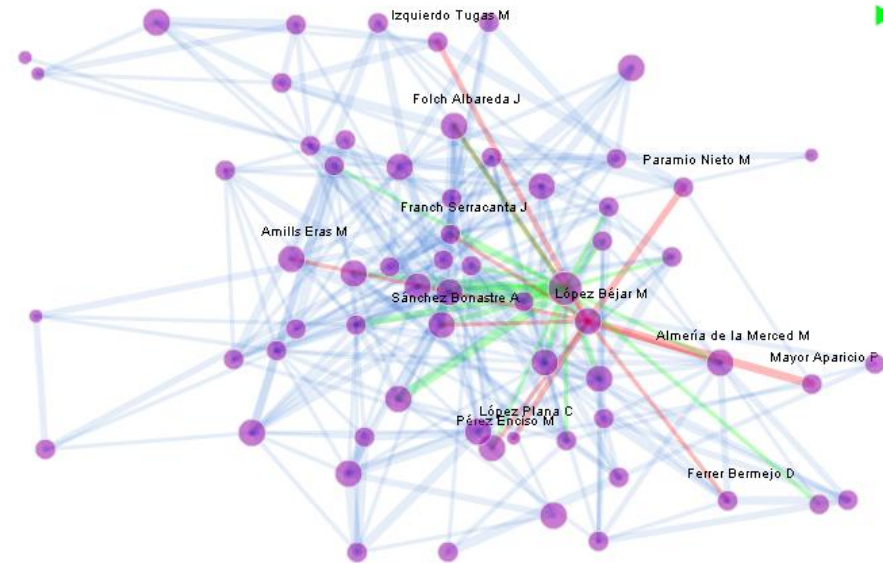 Izquierdo Tugas M
Folch Albareda J
Paramio Nieto M
Franch Serracanta J
Amills Eras M
Sánchez Bonastre A
López Béjar M
Almería de la Merced M
Mayor Aparicio P
López Plana C
Pérez Enciso M
Ferrer Bermejo D